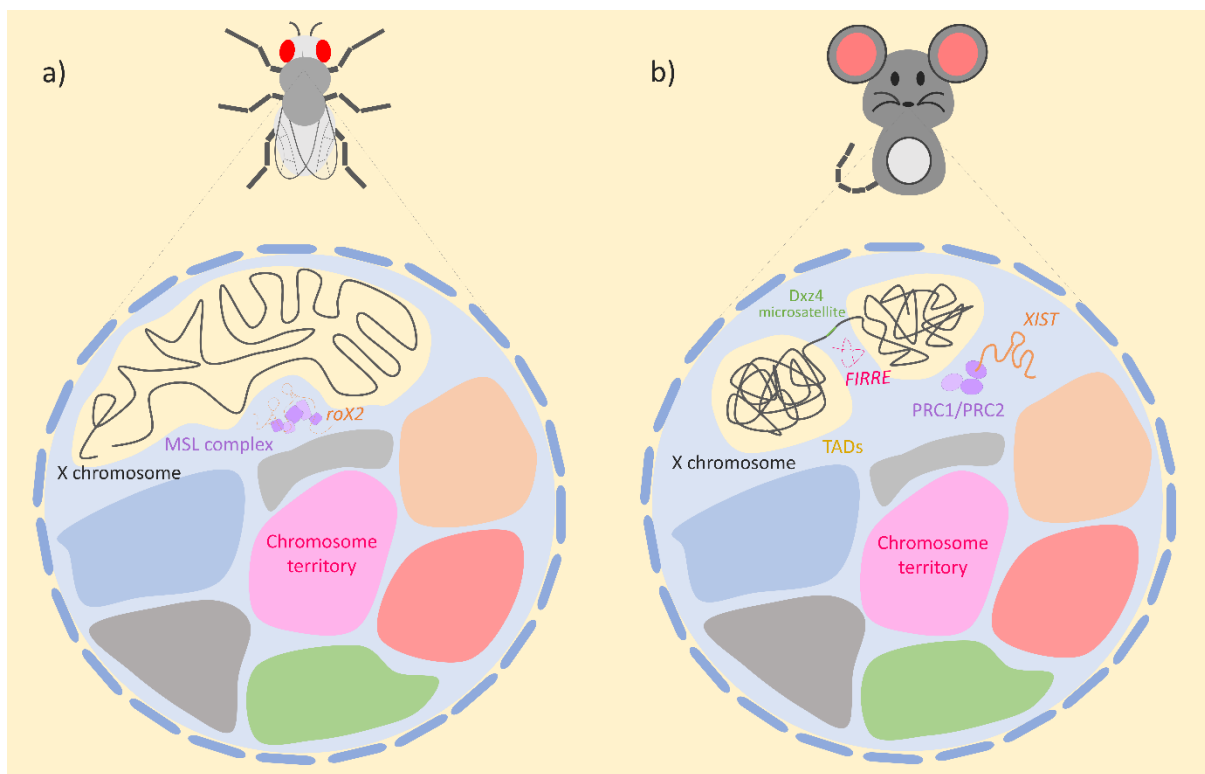 a)
roX2
MSL complex
X chromosome
Chromosome
territory
b)
Dxz4
microsatellite
XIST
FIRRE
PRC1/PRC2
TADs
X chromosome
Chromosome
territory